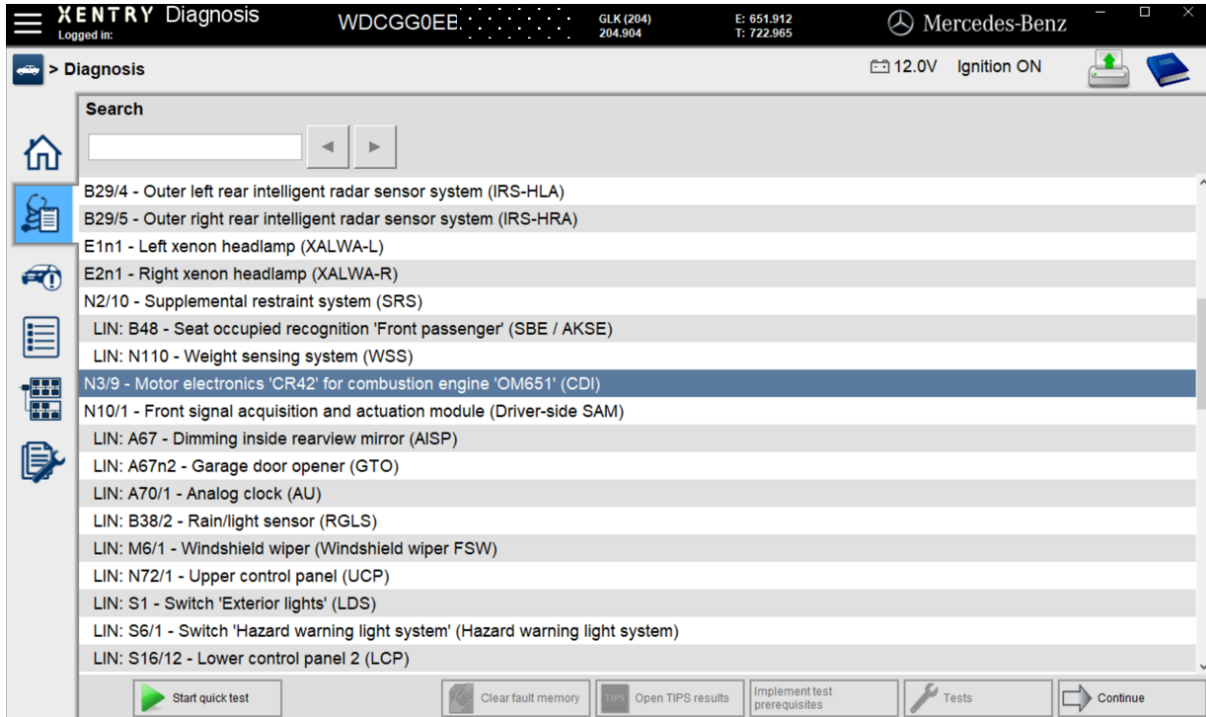 XENTRY Diagnosis
Logged in:
WDCGG0EB
GLK (204)
204.904
E: 651.912
T: 722.965
Mercedes-Benz
> Diagnosis
12.0V Ignition ON
Search
B29/4 - Outer left rear intelligent radar sensor system (IRS-HLA)
B29/5 - Outer right rear intelligent radar sensor system (IRS-HRA)
E1n1 - Left xenon headlamp (XALWA-L)
E2n1 - Right xenon headlamp (XALWA-R)
N2/10 - Supplemental restraint system (SRS)
LIN: B48 - Seat occupied recognition 'Front passenger' (SBE / AKSE)
LIN: N110 - Weight sensing system (WSS)
N3/9 - Motor electronics 'CR42' for combustion engine 'OM651' (CDI)
N10/1 - Front signal acquisition and actuation module (Driver-side SAM)
LIN: A67 - Dimming inside rearview mirror (AISP)
LIN: A67n2 - Garage door opener (GTO)
LIN: A70/1 - Analog clock (AU)
LIN: B38/2 - Rain/light sensor (RGLS)
LIN: M6/1 - Windshield wiper (Windshield wiper FSW)
LIN: N72/1 - Upper control panel (UCP)
LIN: S1 - Switch 'Exterior lights' (LDS)
LIN: S6/1 - Switch 'Hazard warning light system' (Hazard warning light system)
LIN: S16/12 - Lower control panel 2 (LCP)
Start quick test
Clear fault memory
TIPS
Open TIPS results
Implement test
prerequisites
Tests
Continue